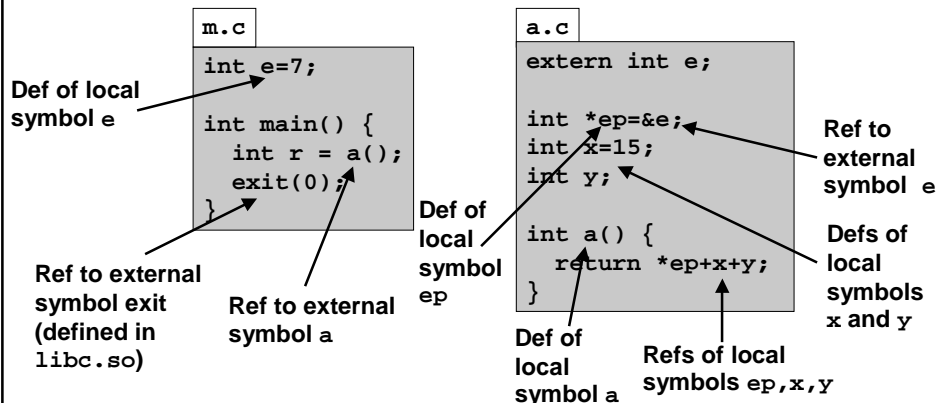 m.c
int e=7;
int main() {
int r = a();
exit(0);
}
Def of local
symbol e
Ref to external
symbol exit
(defined in
libc.so)
Ref to external
symbol a
a.c
extern int e;
int *ep=&e;
int x=15;
int y;
int a() {
return *ep+x+y;
}
Def of
local
symbol
ep
Ref to
external
symbol e
Defs of
local
symbols
x and y
Def of
local
symbol a
Refs of local
symbols ep,x,y